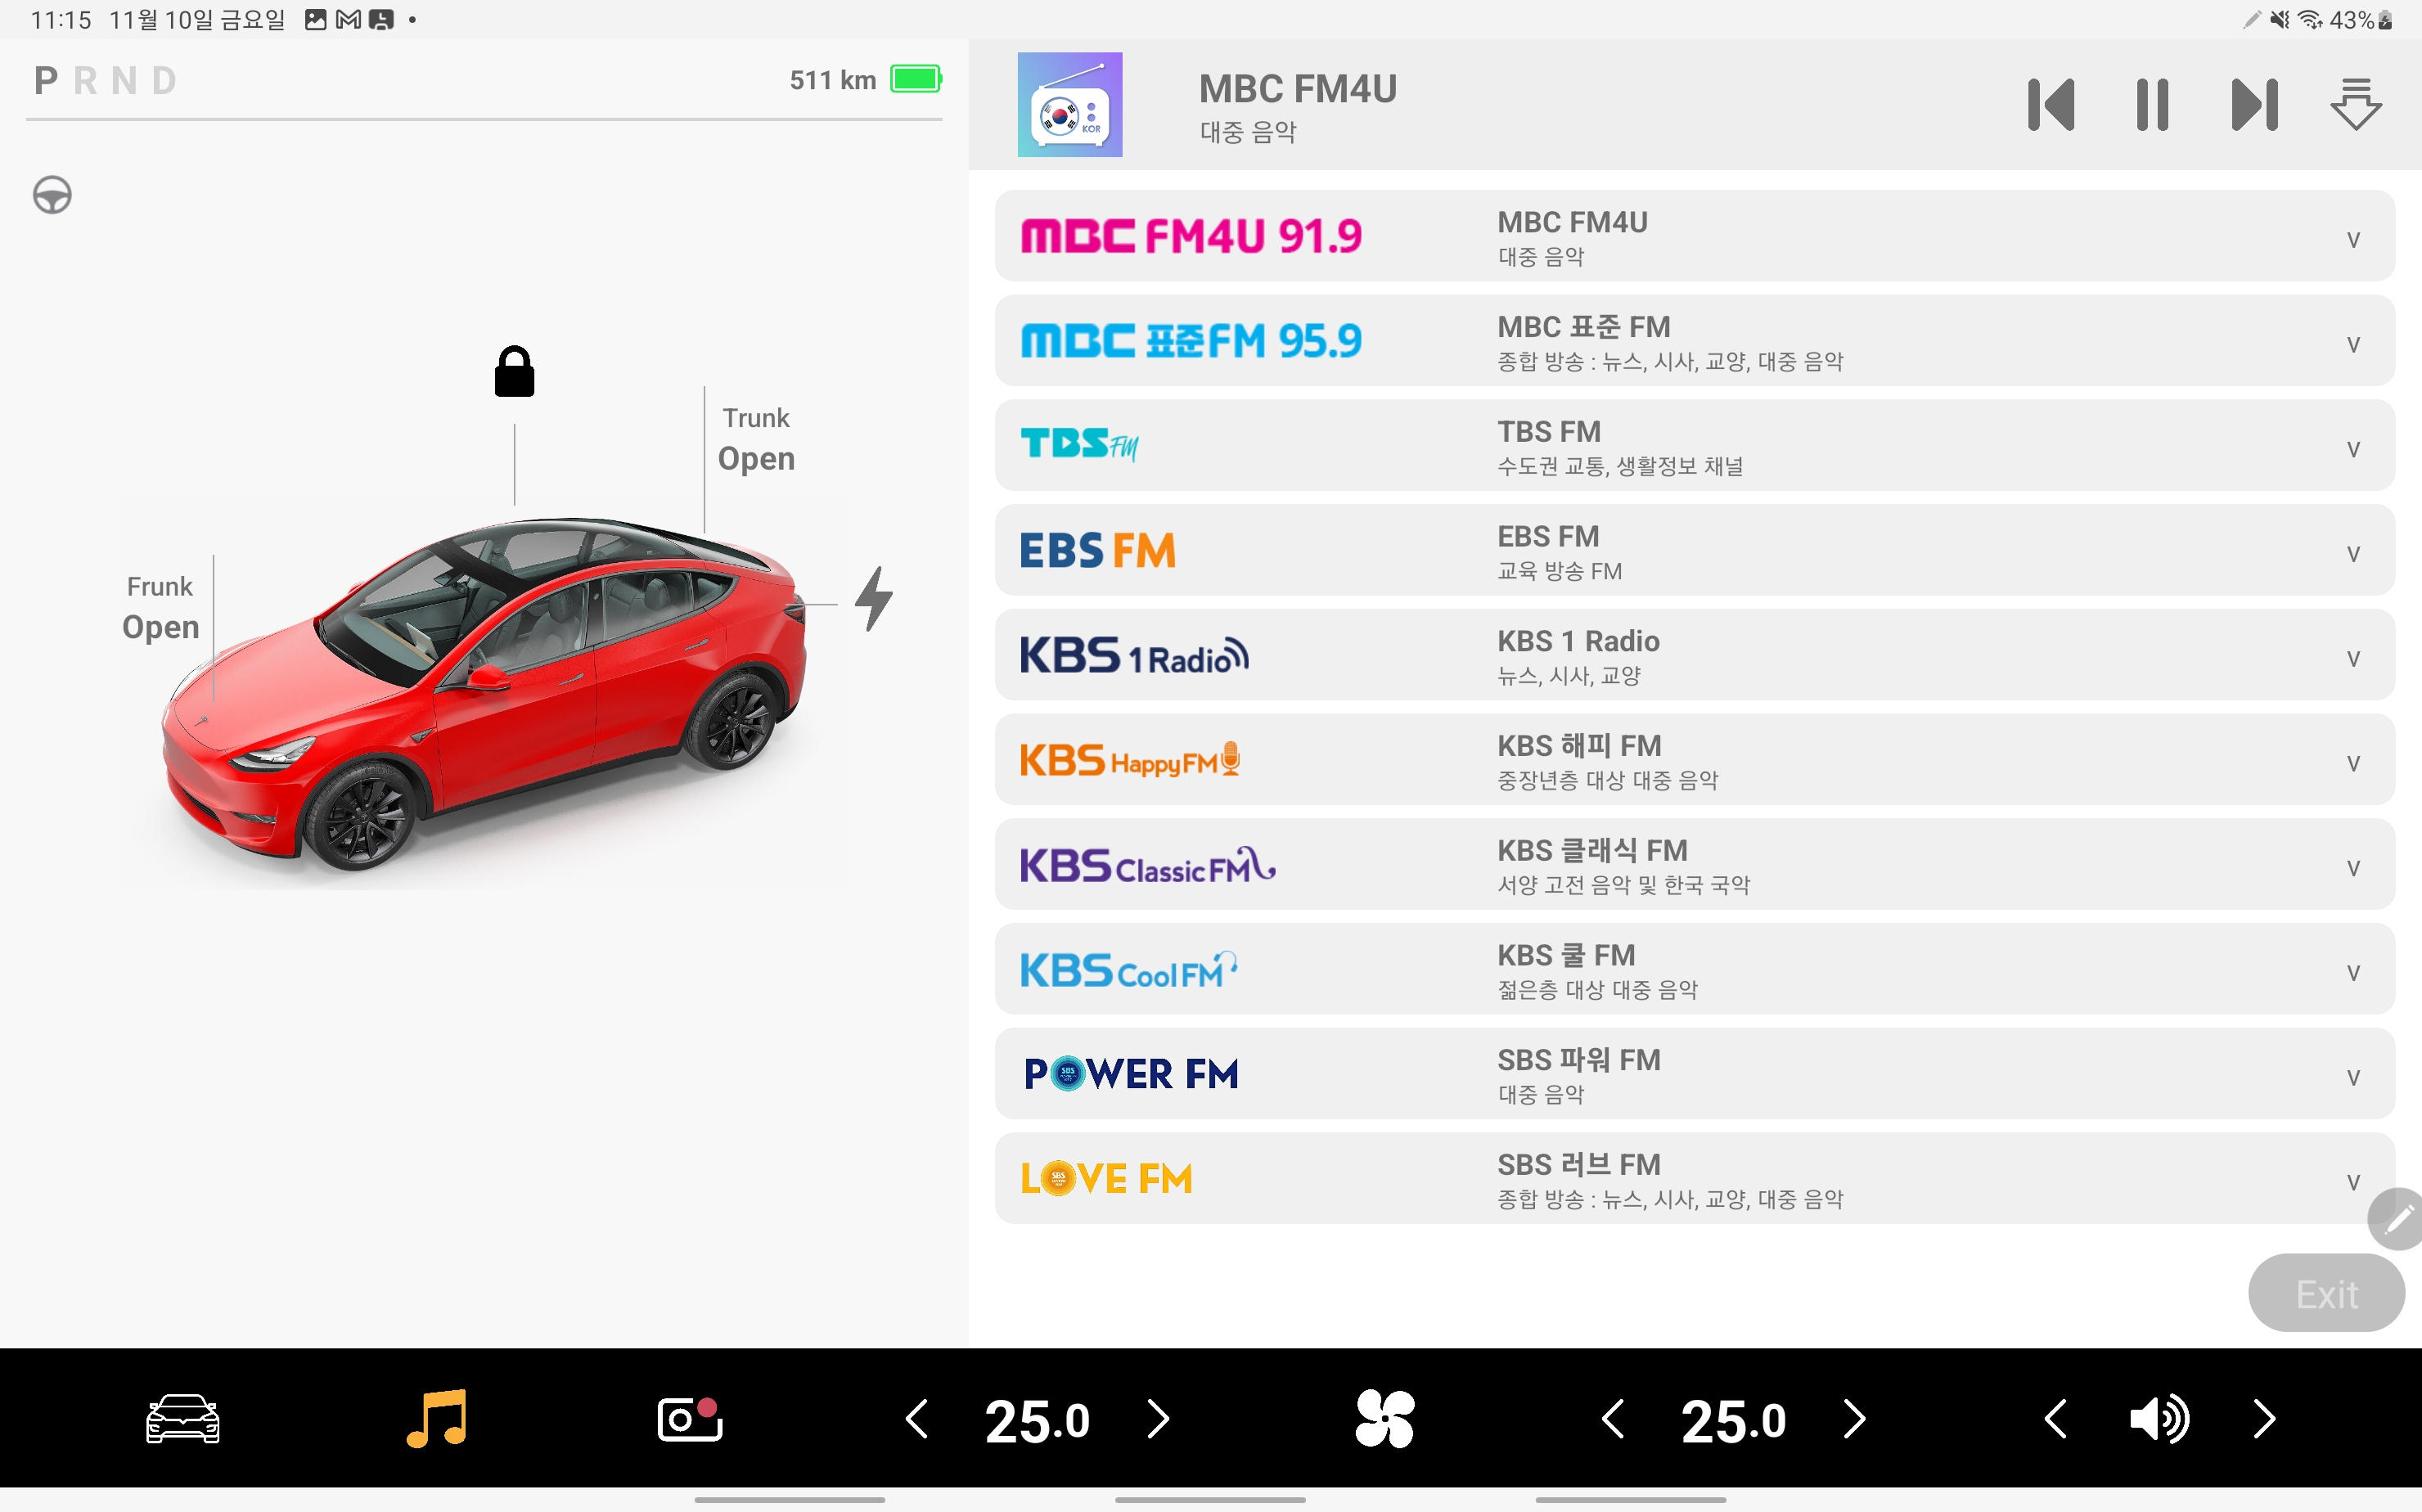 11:15 11월 10일 금요일
43%
P R N D
511 km
Trunk
Open
Frunk
Open
KOR
MBC FM4U
대중 음악
MBC FM4U 91.9
MBC FM4U
대중 음악
V
MBC 표준FM 95.9
MBC 표준 FM
종합 방송 : 뉴스, 시사, 교양, 대중 음악
V
TBS FM
TBS FM
수도권 교통, 생활정보 채널
V
EBS FM
EBS FM
교육 방송 FM
V
KBS 1Radio
KBS 1 Radio
뉴스, 시사, 교양
V
KBS HappyFM
KBS 해피 FM
중장년층 대상 대중 음악
V
KBS ClassicFM
KBS 클래식 FM
서양 고전 음악 및 한국 국악
V
KBS CoolFM
KBS 쿨 FM
젊은층 대상 대중 음악
V
POWER FM
SBS
SBS 파워 FM
대중 음악
V
LOVE FM
SBS
SBS 러브 FM
종합 방송 : 뉴스, 시사, 교양, 대중 음악
V
Exit
25.0
25.0